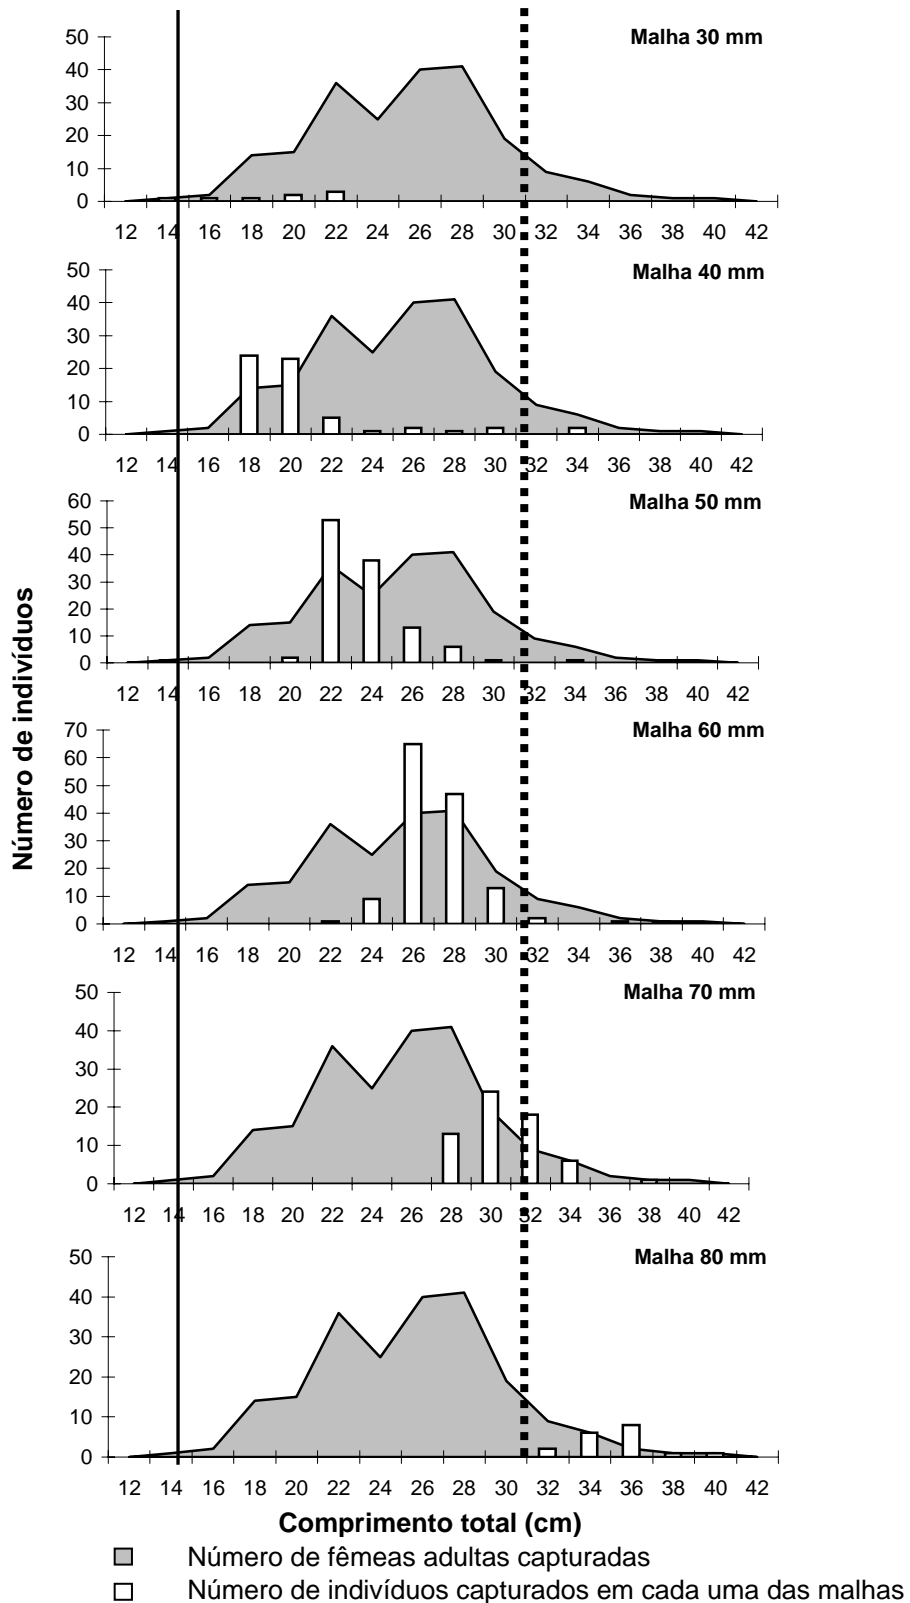 Malha 30 mm
50
40
30
20
10
0
12 14 16 18 20 22 24 26 28 30 32 34 36 38 40 42
Malha 40 mm
50
40
30
20
10
0
12 14 16 18 20 22 24 26 28 30 32 34 36 38 40 42
Malha 50 mm
60
50
40
30
20
10
0
12 14 16 18 20 22 24 26 28 30 32 34 36 38 40 42
Malha 60 mm
70
60
50
40
30
20
10
0
12 14 16 18 20 22 24 26 28 30 32 34 36 38 40 42
Malha 70 mm
50
40
30
20
10
0
12 14 16 18 20 22 24 26 28 30 32 34 36 38 40 42
Malha 80 mm
50
40
30
20
10
0
12 14 16 18 20 22 24 26 28 30 32 34 36 38 40 42
Número de indivíduos
Comprimento total (cm)
Número de fêmeas adultas capturadas
Número de indivíduos capturados em cada uma das malhas